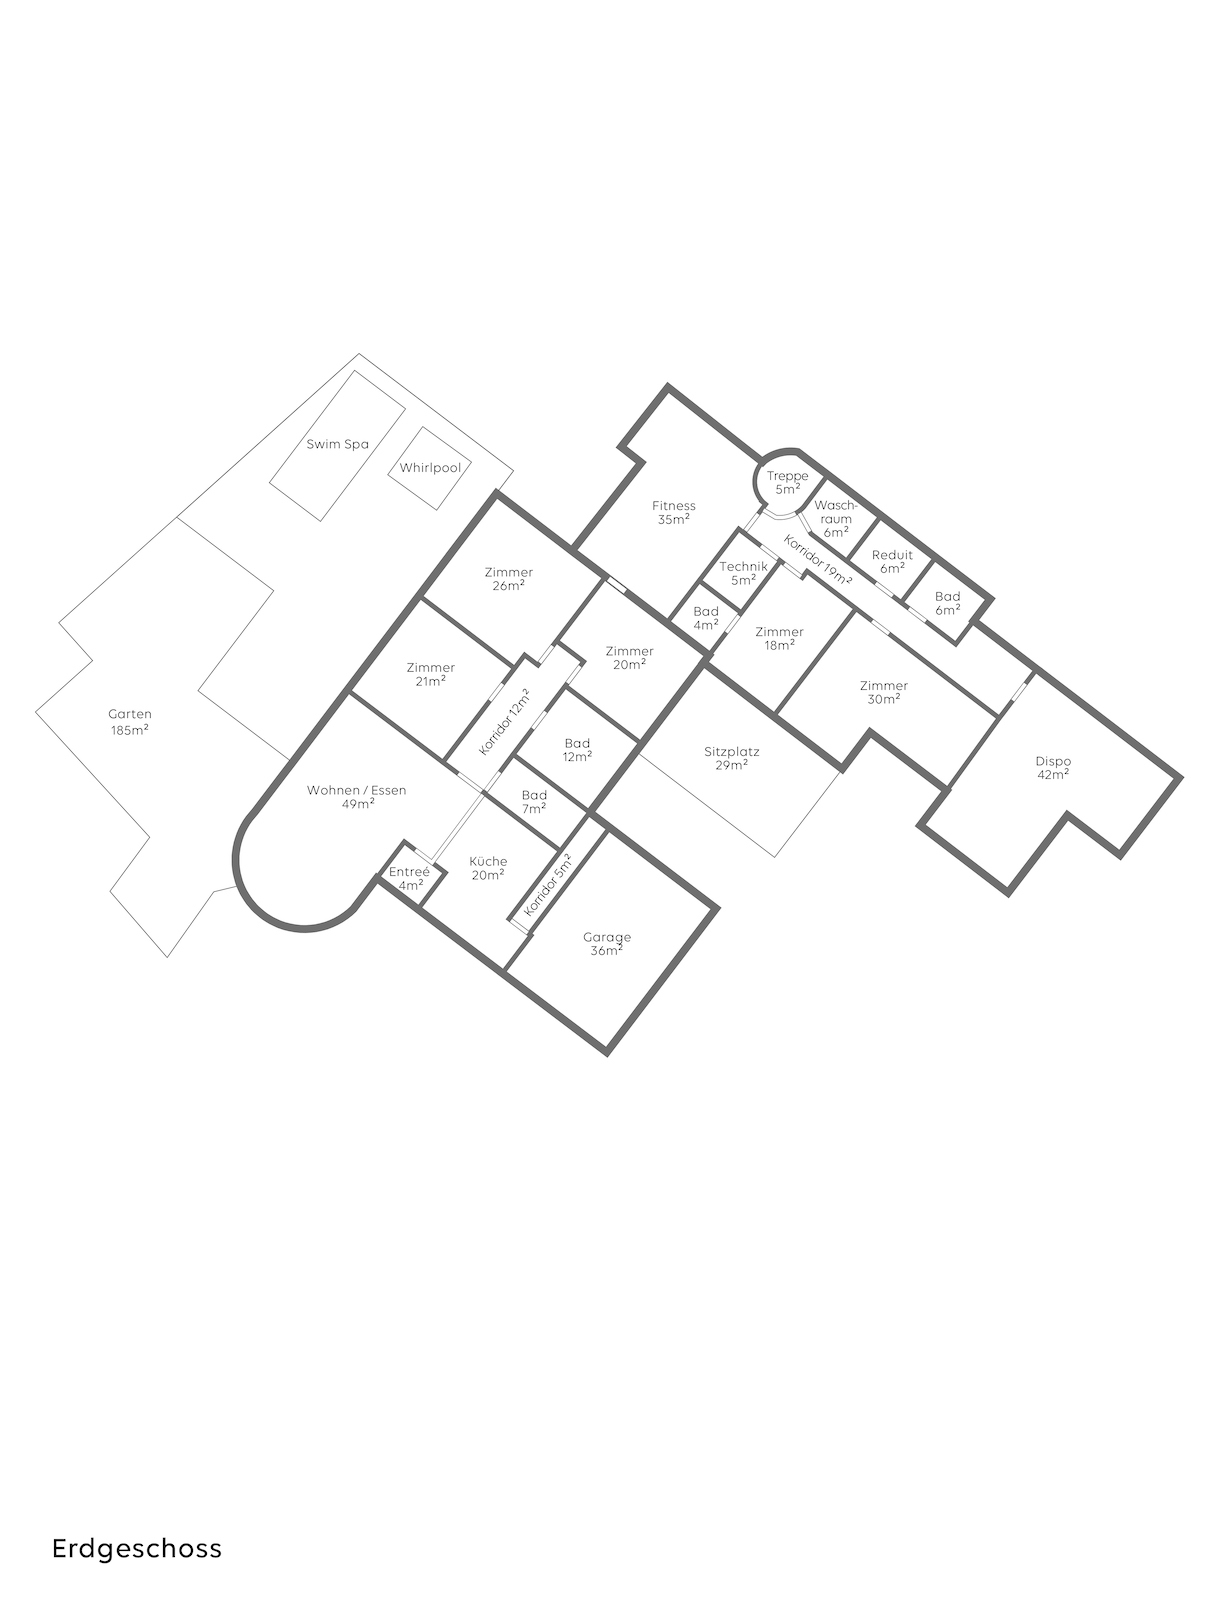 Swim Spa
Whirlpool
Garten
185m²
Fitness
35m²
Treppe
5m²
Wasch-
raum
6m²
Reduit
6m²
Bad
6m²
Korridor 19m²
Technik
5m²
Bad
4m²
Zimmer
18m²
Zimmer
30m²
Dispo
42m²
Sitzplatz
29m²
Zimmer
26m²
Zimmer
20m²
Zimmer
21m²
Korridor 12m²
Bad
12m²
Bad
7m²
Wohnen / Essen
49m²
Entreé
4m²
Küche
20m²
Korridor 5m²
Garage
36m²
Erdgeschoss